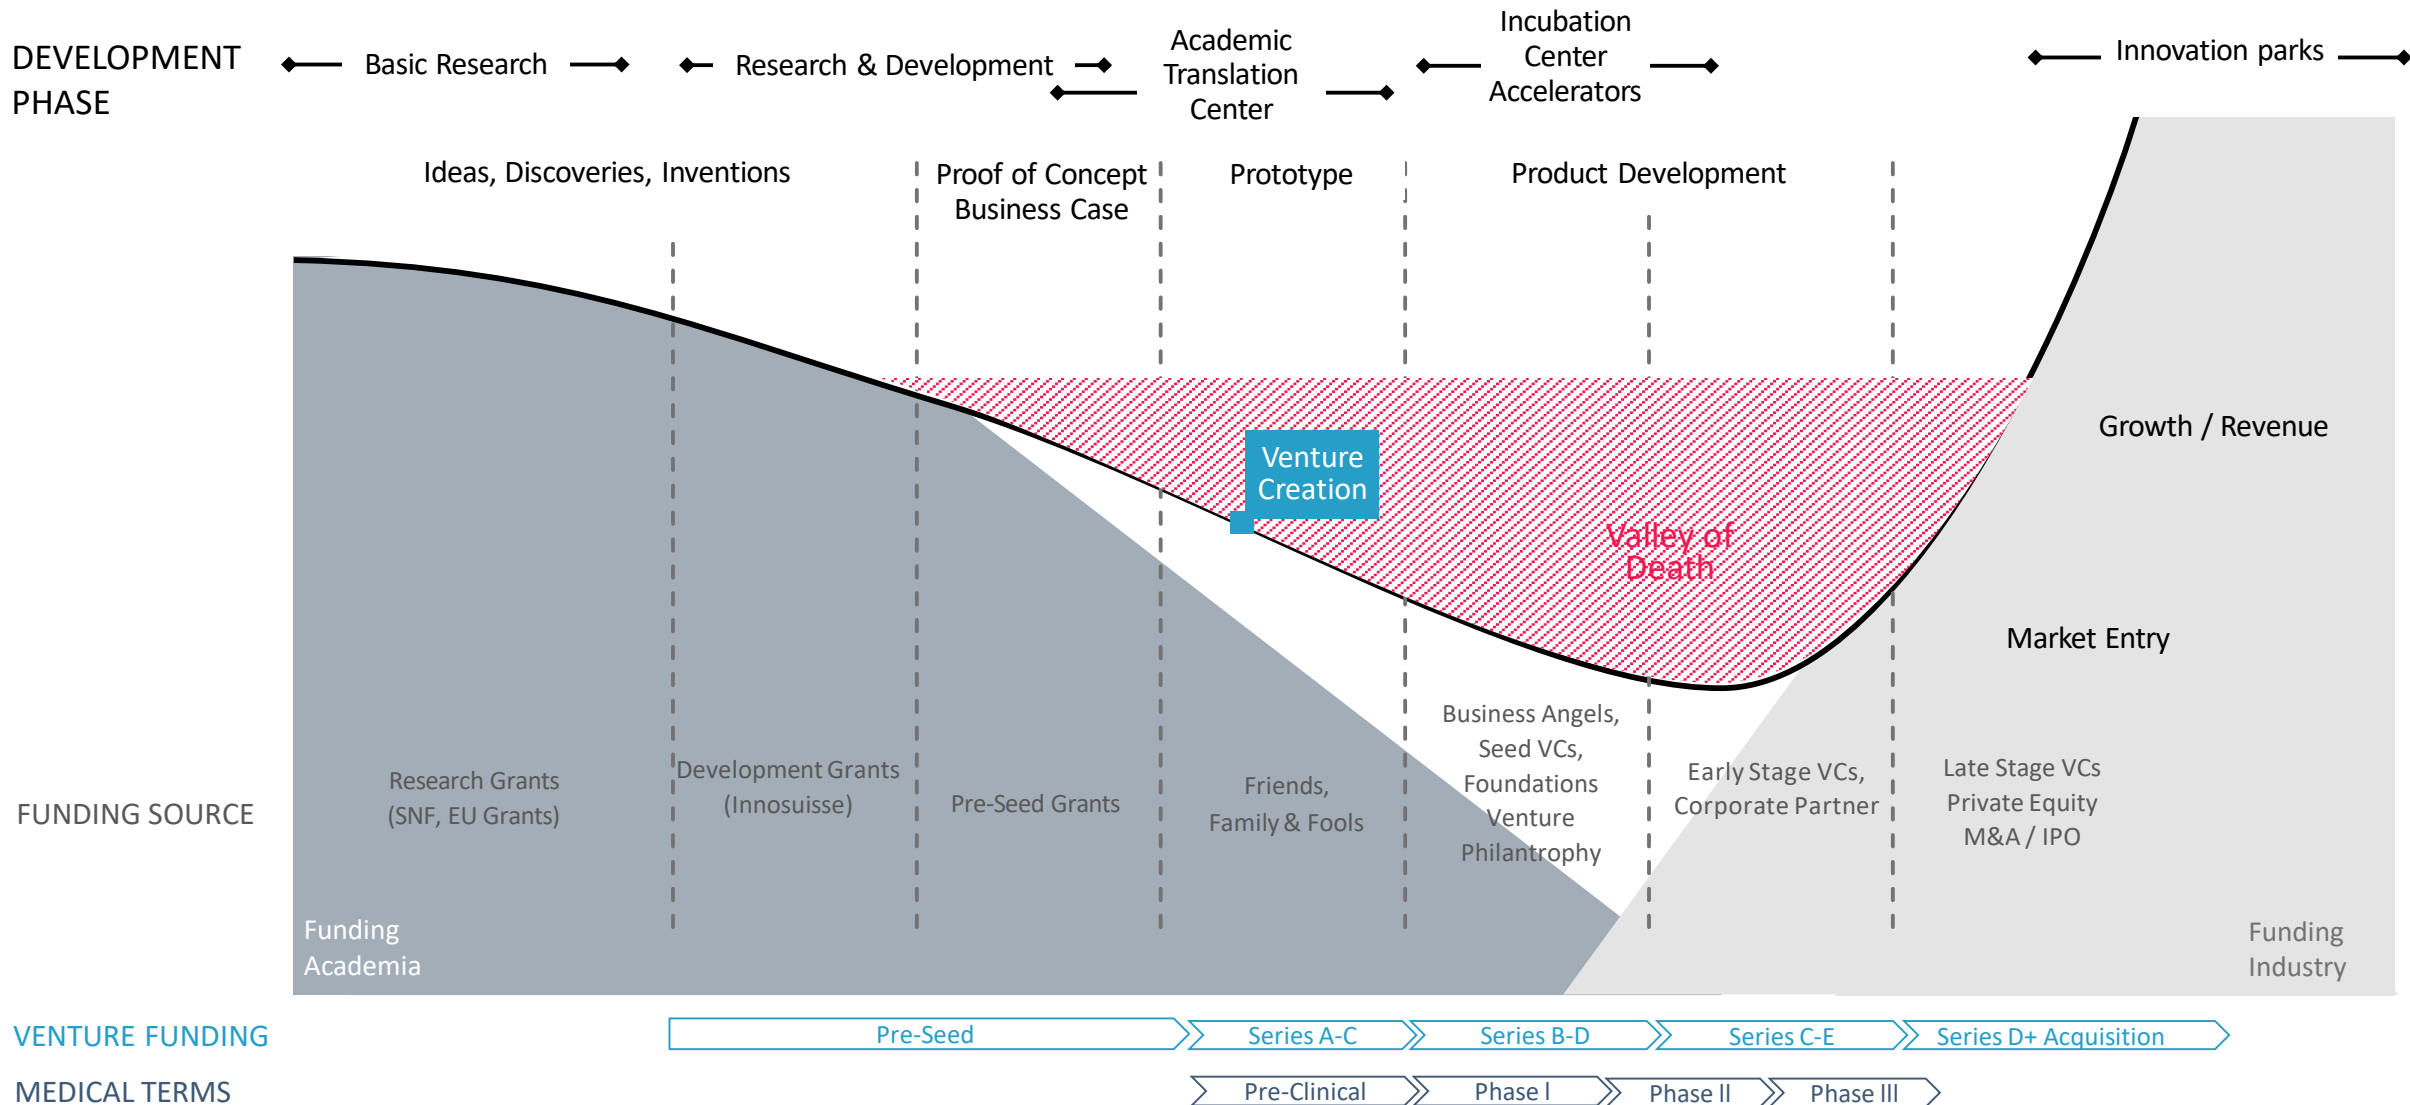 DEVELOPMENT
PHASE
Basic Research
Research & Development
Academic
Translation
Center
Incubation
Center
Accelerators
Innovation parks
Ideas, Discoveries, Inventions
Proof of Concept
Business Case
Prototype
Product Development
Venture
Creation
Valley of
Death
Growth / Revenue
Market Entry
FUNDING SOURCE
Research Grants
(SNF, EU Grants)
Development Grants
(Innosuisse)
Pre-Seed Grants
Friends,
Family & Fools
Business Angels,
Seed VCs,
Foundations
Venture
Philantrophy
Early Stage VCs,
Corporate Partner
Late Stage VCs
Private Equity
M&A / IPO
Funding
Academia
Funding
Industry
VENTURE FUNDING
Pre-Seed
Series A-C
Series B-D
Series C-E
Series D+ Acquisition
MEDICAL TERMS
Pre-Clinical
Phase l
Phase ll
Phase lll